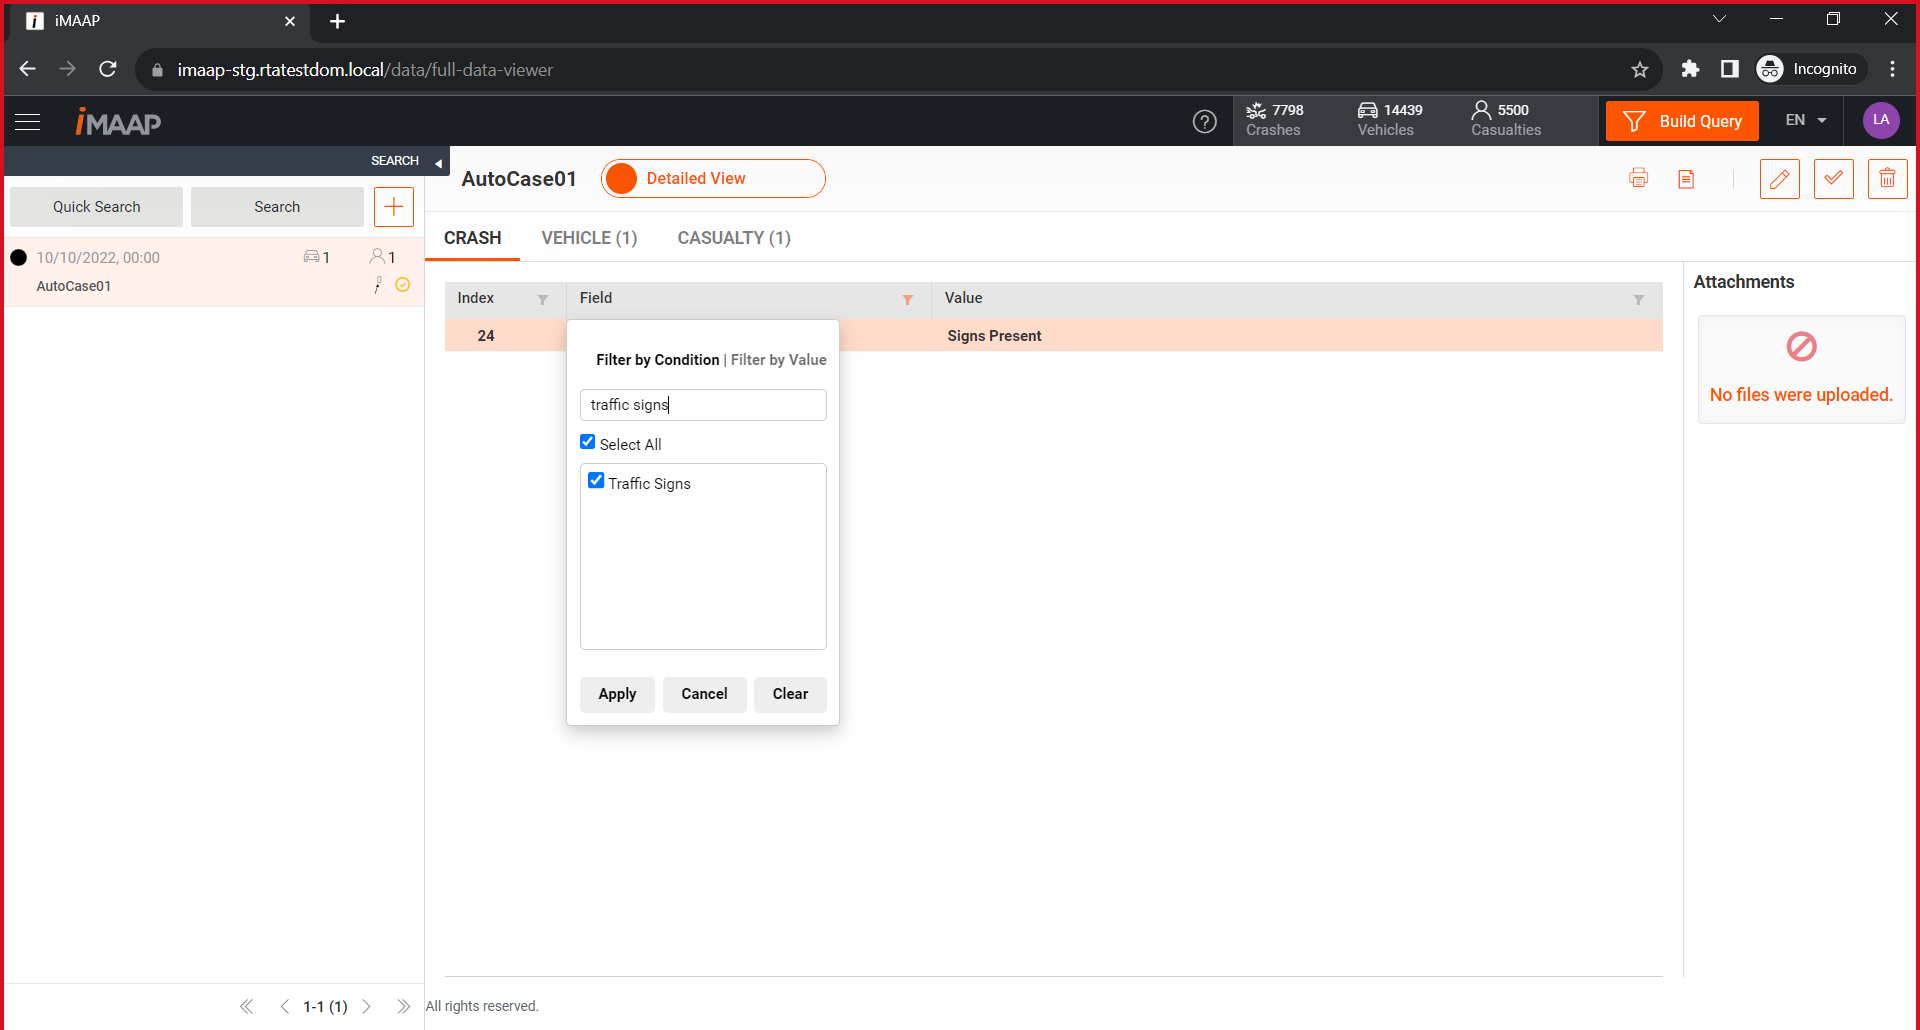 iMAAP
imaap-stg.rtatestdom.local/data/full-data-viewer
Incognito
iMAAP
7798
Crashes
14439
Vehicles
5500
Casualties
Build Query
EN
LA
SEARCH
Quick Search
Search
10/10/2022, 00:00
1
1
AutoCase01
AutoCase01
Detailed View
CRASH
VEHICLE (1)
CASUALTY (1)
Index
Field
Value
24
Signs Present
Filter by Condition | Filter by Value
traffic signs
Select All
Traffic Signs
Apply
Cancel
Clear
Attachments
No files were uploaded.
1-1 (1)
All rights reserved.